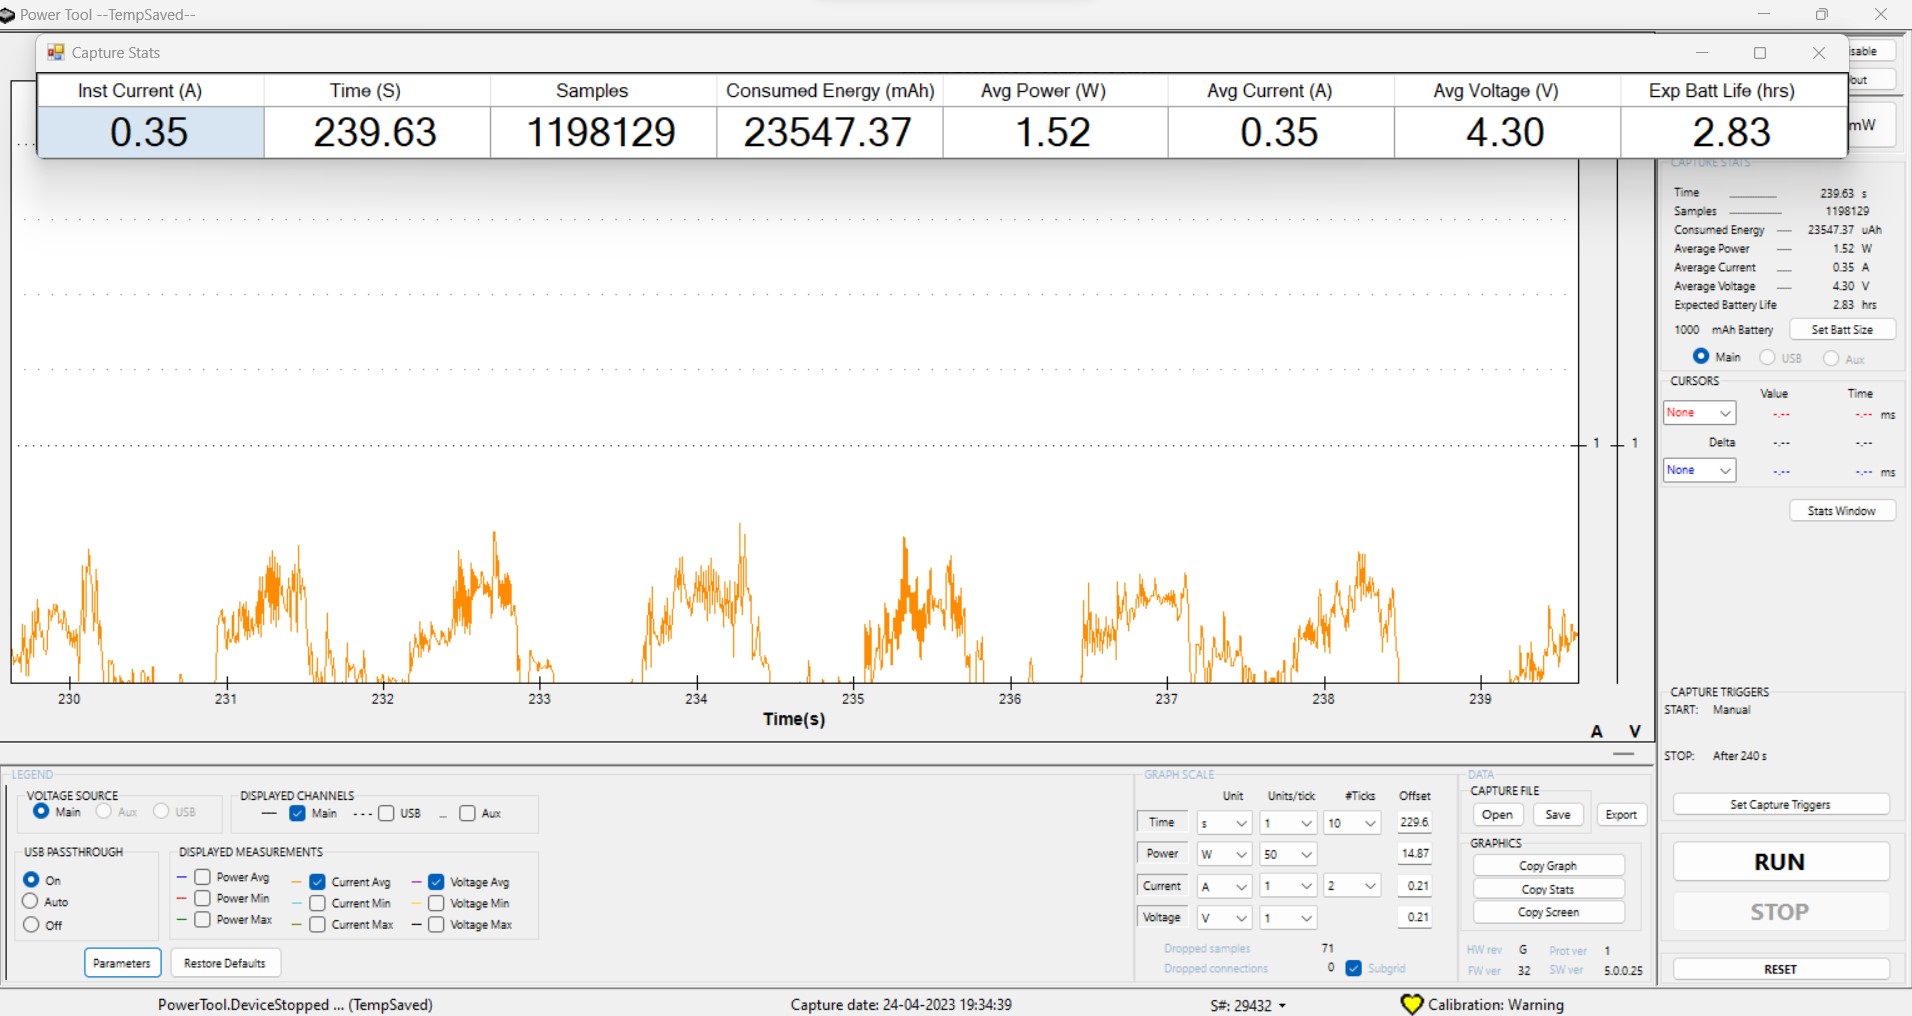 Power Tool --TempSaved--
Capture Stats
Inst Current (A) Time (S) Samples Consumed Energy (mAh) Avg Power (W) Avg Current (A) Avg Voltage (V) Exp Batt Life (hrs)
0.35 239.63 1198129 23547.37 1.52 0.35 4.30 2.83
mW
CAPTURE STATS
Time 239.63 s
Samples 1198129
Consumed Energy 23547.37 uAh
Average Power 1.52 W
Average Current 0.35 A
Average Voltage 4.30 V
Expected Battery Life 2.83 hrs
1000 mAh Battery Set Batt Size
Main USB Aux
CURSORS
Value Time
None -.-- -.-- ms
Delta -.-- -.--
None -.-- -.-- ms
Stats Window
1 1
230 231 232 233 234 235 236 237 238 239
Time(s)
A V
CAPTURE TRIGGERS
START: Manual
STOP: After 240 s
Set Capture Triggers
RUN
STOP
RESET
LEGEND
VOLTAGE SOURCE
Main Aux USB
DISPLAYED CHANNELS
Main USB Aux
USB PASSTHROUGH
On
Auto
Off
DISPLAYED MEASUREMENTS
Power Avg Current Avg Voltage Avg
Power Min Current Min Voltage Min
Power Max Current Max Voltage Max
Parameters Restore Defaults
GRAPH SCALE
Unit Units/tick #Ticks Offset
Time s 1 10 229.6
Power W 50 14.87
Current A 1 2 0.21
Voltage V 1 0.21
Dropped samples 71
Dropped connections 0 Subgrid
DATA
CAPTURE FILE
Open Save Export
GRAPHICS
Copy Graph
Copy Stats
Copy Screen
HW rev G Prot ver 1
FW ver 32 SW ver 5.0.0.25
PowerTool.DeviceStopped ... (TempSaved) Capture date: 24-04-2023 19:34:39 S#: 29432 Calibration: Warning